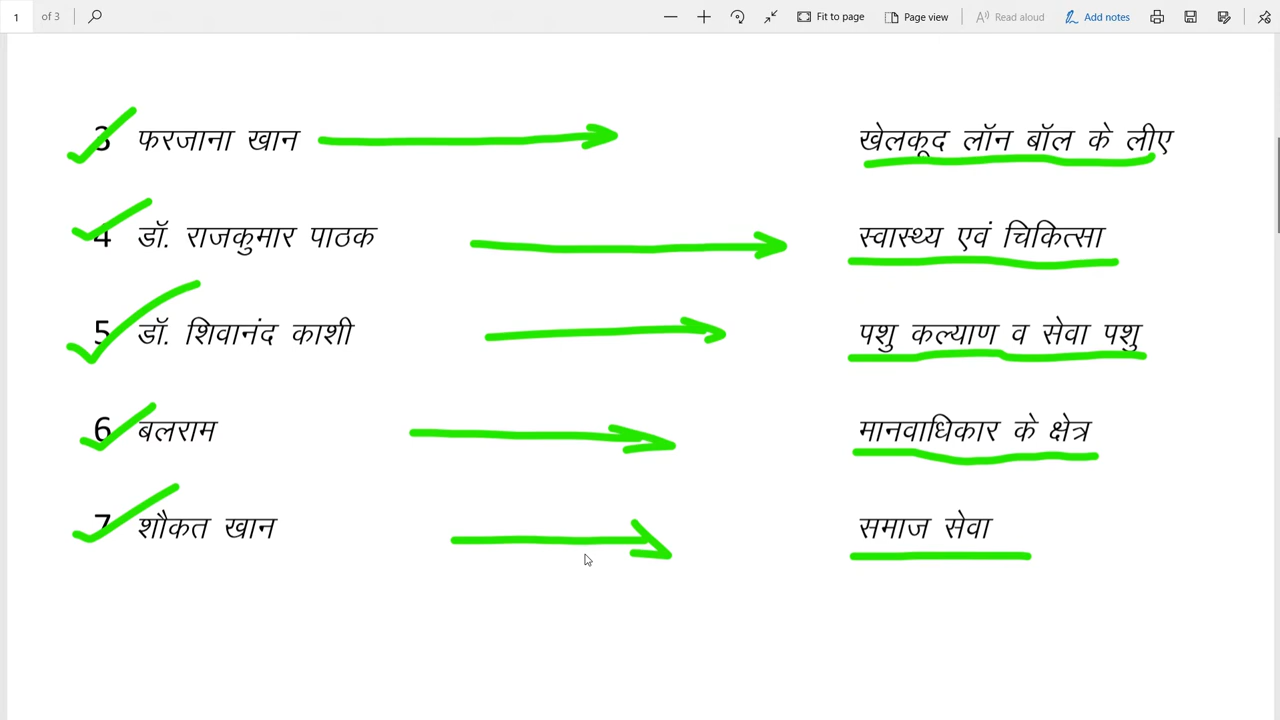 1 of 3 Fit to page Page view Read aloud Add notes
3 फरजाना खान खेलकूद लॉन बॉल के लीए
4 डॉ. राजकुमार पाठक स्वास्थ्य एवं चिकित्सा
5 डॉ. शिवानंद काशी पशु कल्याण व सेवा पशु
6 बलराम मानवाधिकार के क्षेत्र
7 शौकत खान समाज सेवा